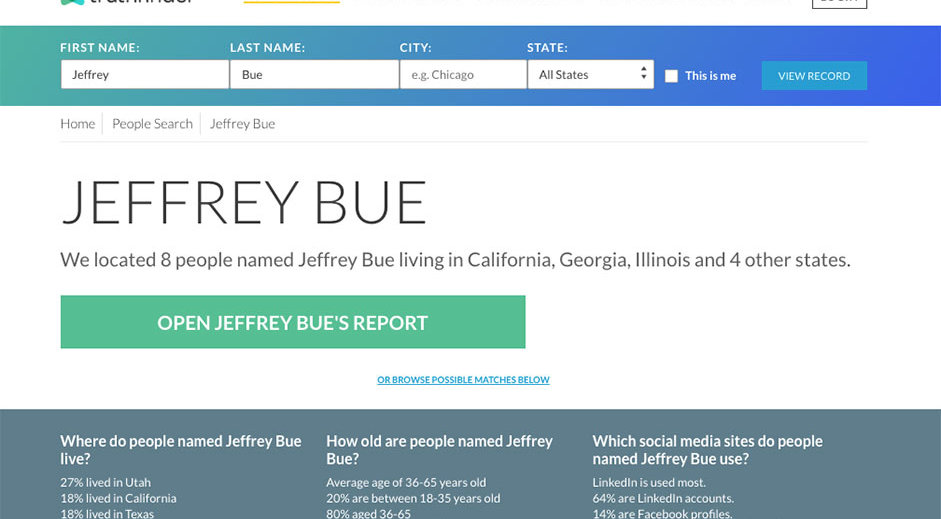 FIRST NAME:
LAST NAME:
CITY:
STATE:
Jeffrey
Bue
e.g. Chicago
All States
This is me
VIEW RECORD
Home
People Search
Jeffrey Bue
JEFFREY BUE
We located 8 people named Jeffrey Bue living in California, Georgia, Illinois and 4 other states.
OPEN JEFFREY BUE'S REPORT
OR BROWSE POSSIBLE MATCHES BELOW
Where do people named Jeffrey Bue
live?
27% lived in Utah
18% lived in California
18% lived in Texas
How old are people named Jeffrey
Bue?
Average age of 36-65 years old
20% are between 18-35 years old
80% aged 36-65
Which social media sites do people
named Jeffrey Bue use?
LinkedIn is used most.
64% are LinkedIn accounts.
14% are Facebook profiles.